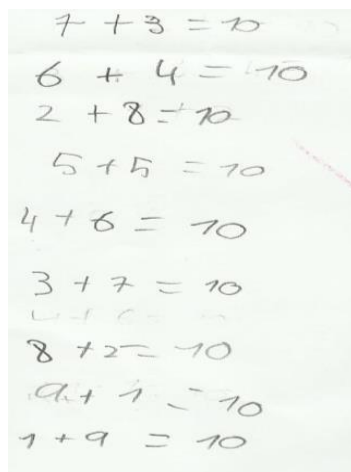 7 + 3 = 10
6 + 4 = 10
2 + 8 = 10
5 + 5 = 10
4 + 6 = 10
3 + 7 = 10
8 + 2 = 10
9 + 1 = 10
1 + 9 = 10